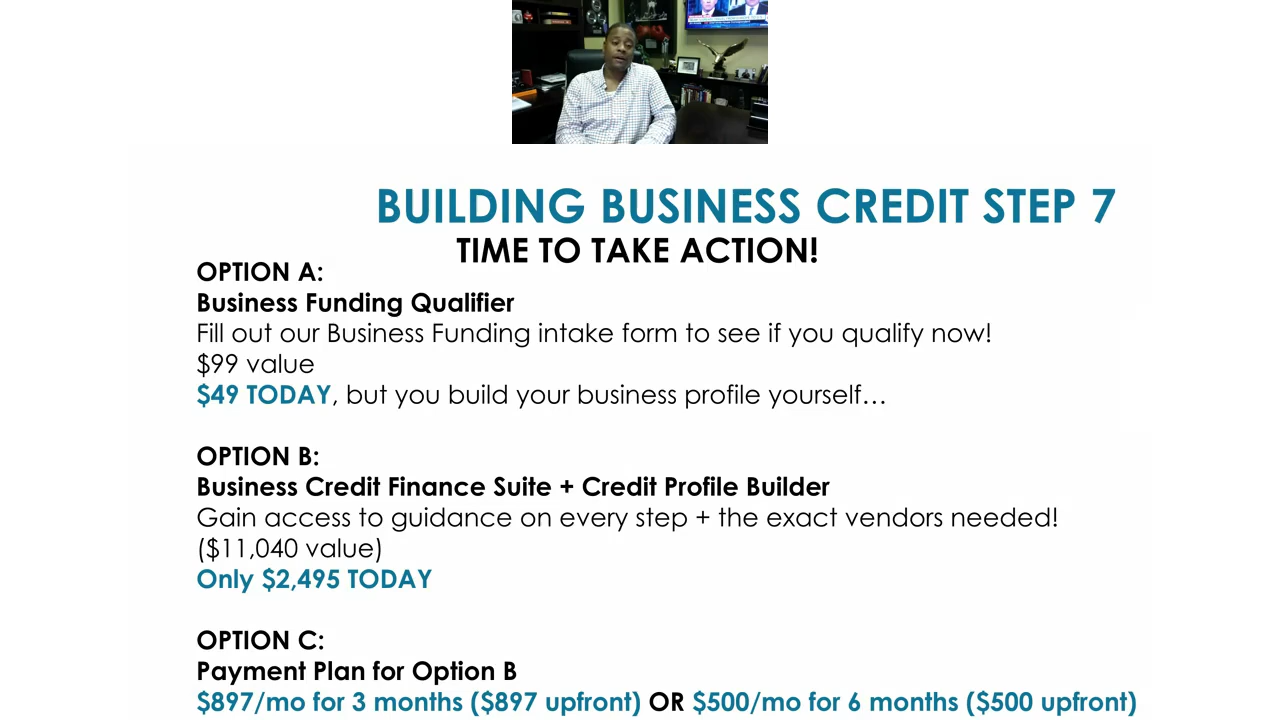 BUILDING BUSINESS CREDIT STEP 7
TIME TO TAKE ACTION!
OPTION A:
Business Funding Qualifier
Fill out our Business Funding intake form to see if you qualify now!
$99 value
$49 TODAY, but you build your business profile yourself…
OPTION B:
Business Credit Finance Suite + Credit Profile Builder
Gain access to guidance on every step + the exact vendors needed!
($11,040 value)
Only $2,495 TODAY
OPTION C:
Payment Plan for Option B
$897/mo for 3 months ($897 upfront) OR $500/mo for 6 months ($500 upfront)